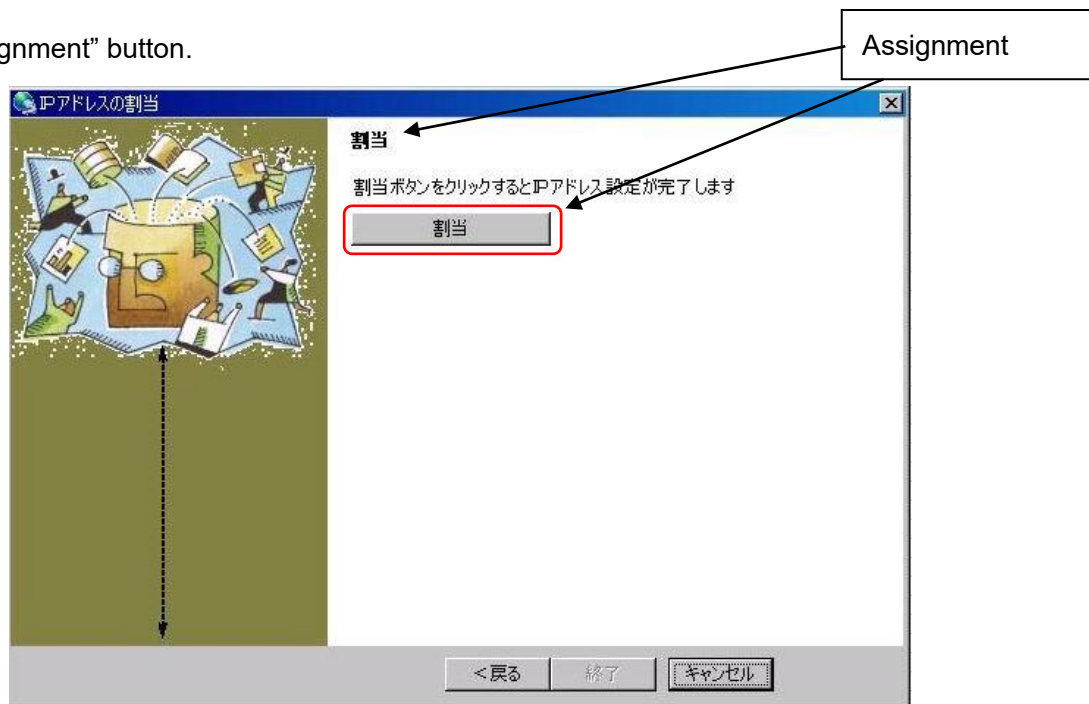 gnment” button.
Assignment
IPアドレスの割当
割当
割当ボタンをクリックするとIPアドレス設定が完了します
割当
<戻る 終了 キャンセル